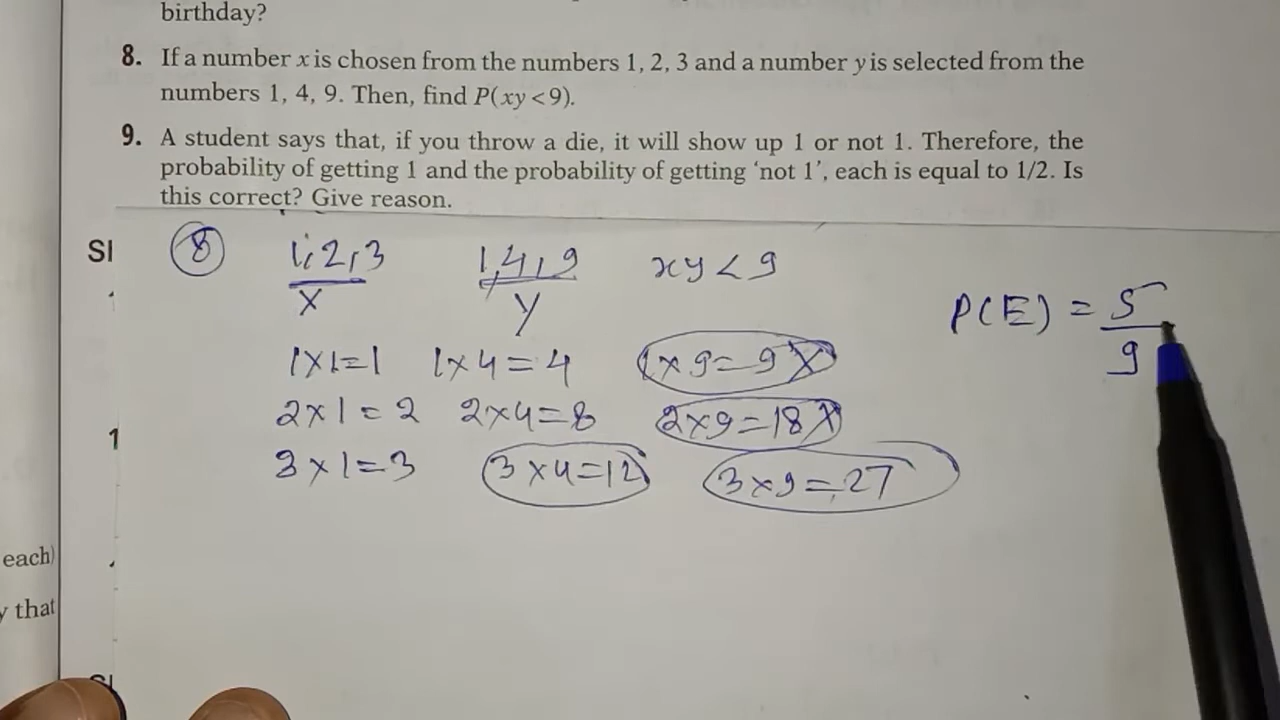 birthday?
8. If a number x is chosen from the numbers 1, 2, 3 and a number y is selected from the
numbers 1, 4, 9. Then, find P(xy < 9).
9. A student says that, if you throw a die, it will show up 1 or not 1. Therefore, the
probability of getting 1 and the probability of getting ‘not 1’, each is equal to 1/2. Is
this correct? Give reason.
SI
8 1, 2, 3 1, 4, 9 xy < 9
x y
P(E) = 5/9
1 × 1 = 1 1 × 4 = 4 1 × 9 = 9 X
2 × 1 = 2 2 × 4 = 8 2 × 9 = 18 X
1
3 × 1 = 3 3 × 4 = 12 3 × 9 = 27
each)
y that